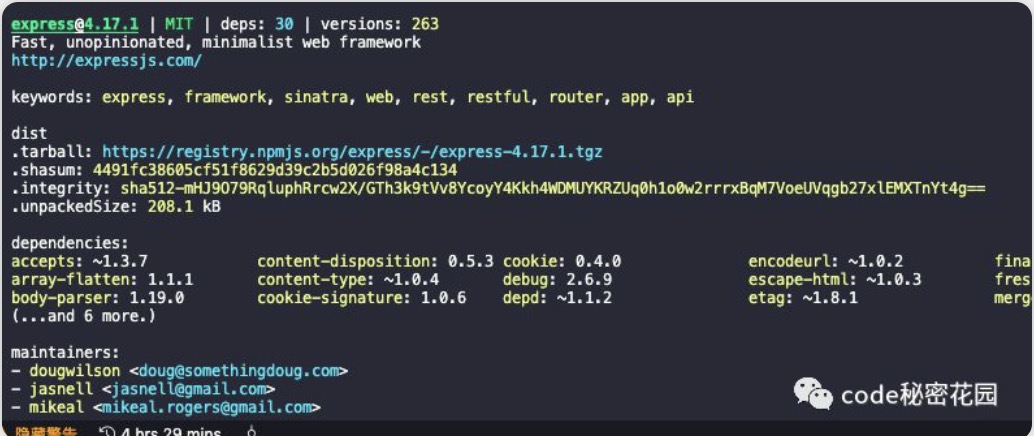 express@4.17.1 | MIT | deps: 30 | versions: 263
Fast, unopinionated, minimalist web framework
http://expressjs.com/
keywords: express, framework, sinatra, web, rest, restful, router, app, api
dist
.tarball: https://registry.npmjs.org/express/-/express-4.17.1.tgz
.shasum: 4491fc38605cf51f8629d39c2b5d026f98a4c134
.integrity: sha512-mHJ9O79RqluphRrcw2X/GTh3k9tVv8YcoyY4Kkh4WDMUYKRZUq0h1o0w2rrrxBqM7VoeUVqgb27xlEMXTnYt4g==
.unpackedSize: 208.1 kB
dependencies:
accepts: ~1.3.7 content-disposition: 0.5.3 cookie: 0.4.0 encodeurl: ~1.0.2 fina
array-flatten: 1.1.1 content-type: ~1.0.4 debug: 2.6.9 escape-html: ~1.0.3 fres
body-parser: 1.19.0 cookie-signature: 1.0.6 depd: ~1.1.2 etag: ~1.8.1 merg
(...and 6 more.)
maintainers:
- dougwilson <doug@somethingdoug.com>
- jasnell <jasnell@gmail.com>
- mikeal <mikeal.rogers@gmail.com>
code秘密花园
隐藏警告 4 hrs 29 mins